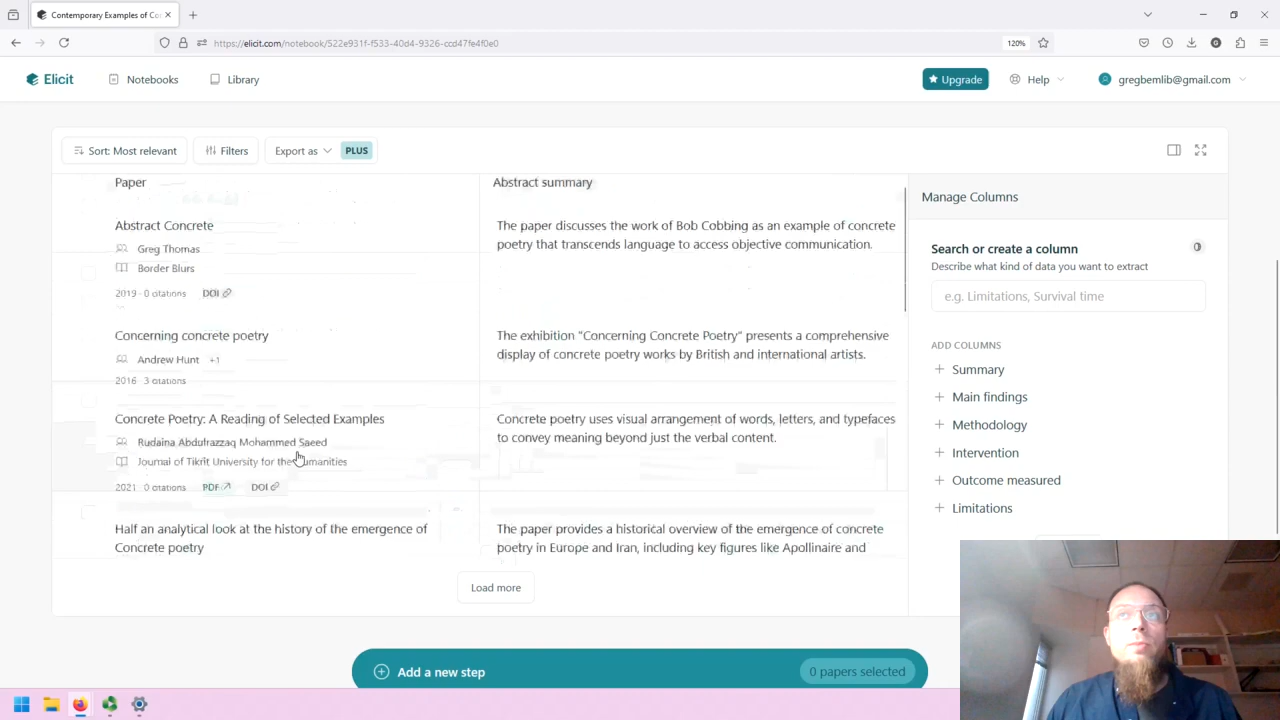 Contemporary Examples of Co
https://elicit.com/notebook/522e931f-f533-40d4-9326-ccd47fe4f0e0
120%
Elicit
Notebooks
Library
Upgrade
Help
gregbemlib@gmail.com
Sort: Most relevant
Filters
Export as
PLUS
Paper
Abstract summary
Manage Columns
Abstract Concrete
Greg Thomas
Border Blurs
2019 · 0 citations DOI
The paper discusses the work of Bob Cobbing as an example of concrete
poetry that transcends language to access objective communication.
Search or create a column
Describe what kind of data you want to extract
e.g. Limitations, Survival time
Concerning concrete poetry
Andrew Hunt +1
2016 · 3 citations
The exhibition "Concerning Concrete Poetry" presents a comprehensive
display of concrete poetry works by British and international artists.
ADD COLUMNS
Summary
Main findings
Methodology
Intervention
Outcome measured
Limitations
Concrete Poetry: A Reading of Selected Examples
Rudaina Abdulrazzaq Mohammed Saeed
Journal of Tikrit University for the Humanities
2021 · 0 citations PDF DOI
Concrete poetry uses visual arrangement of words, letters, and typefaces
to convey meaning beyond just the verbal content.
Half an analytical look at the history of the emergence of
Concrete poetry
The paper provides a historical overview of the emergence of concrete
poetry in Europe and Iran, including key figures like Apollinaire and
Load more
Add a new step
0 papers selected